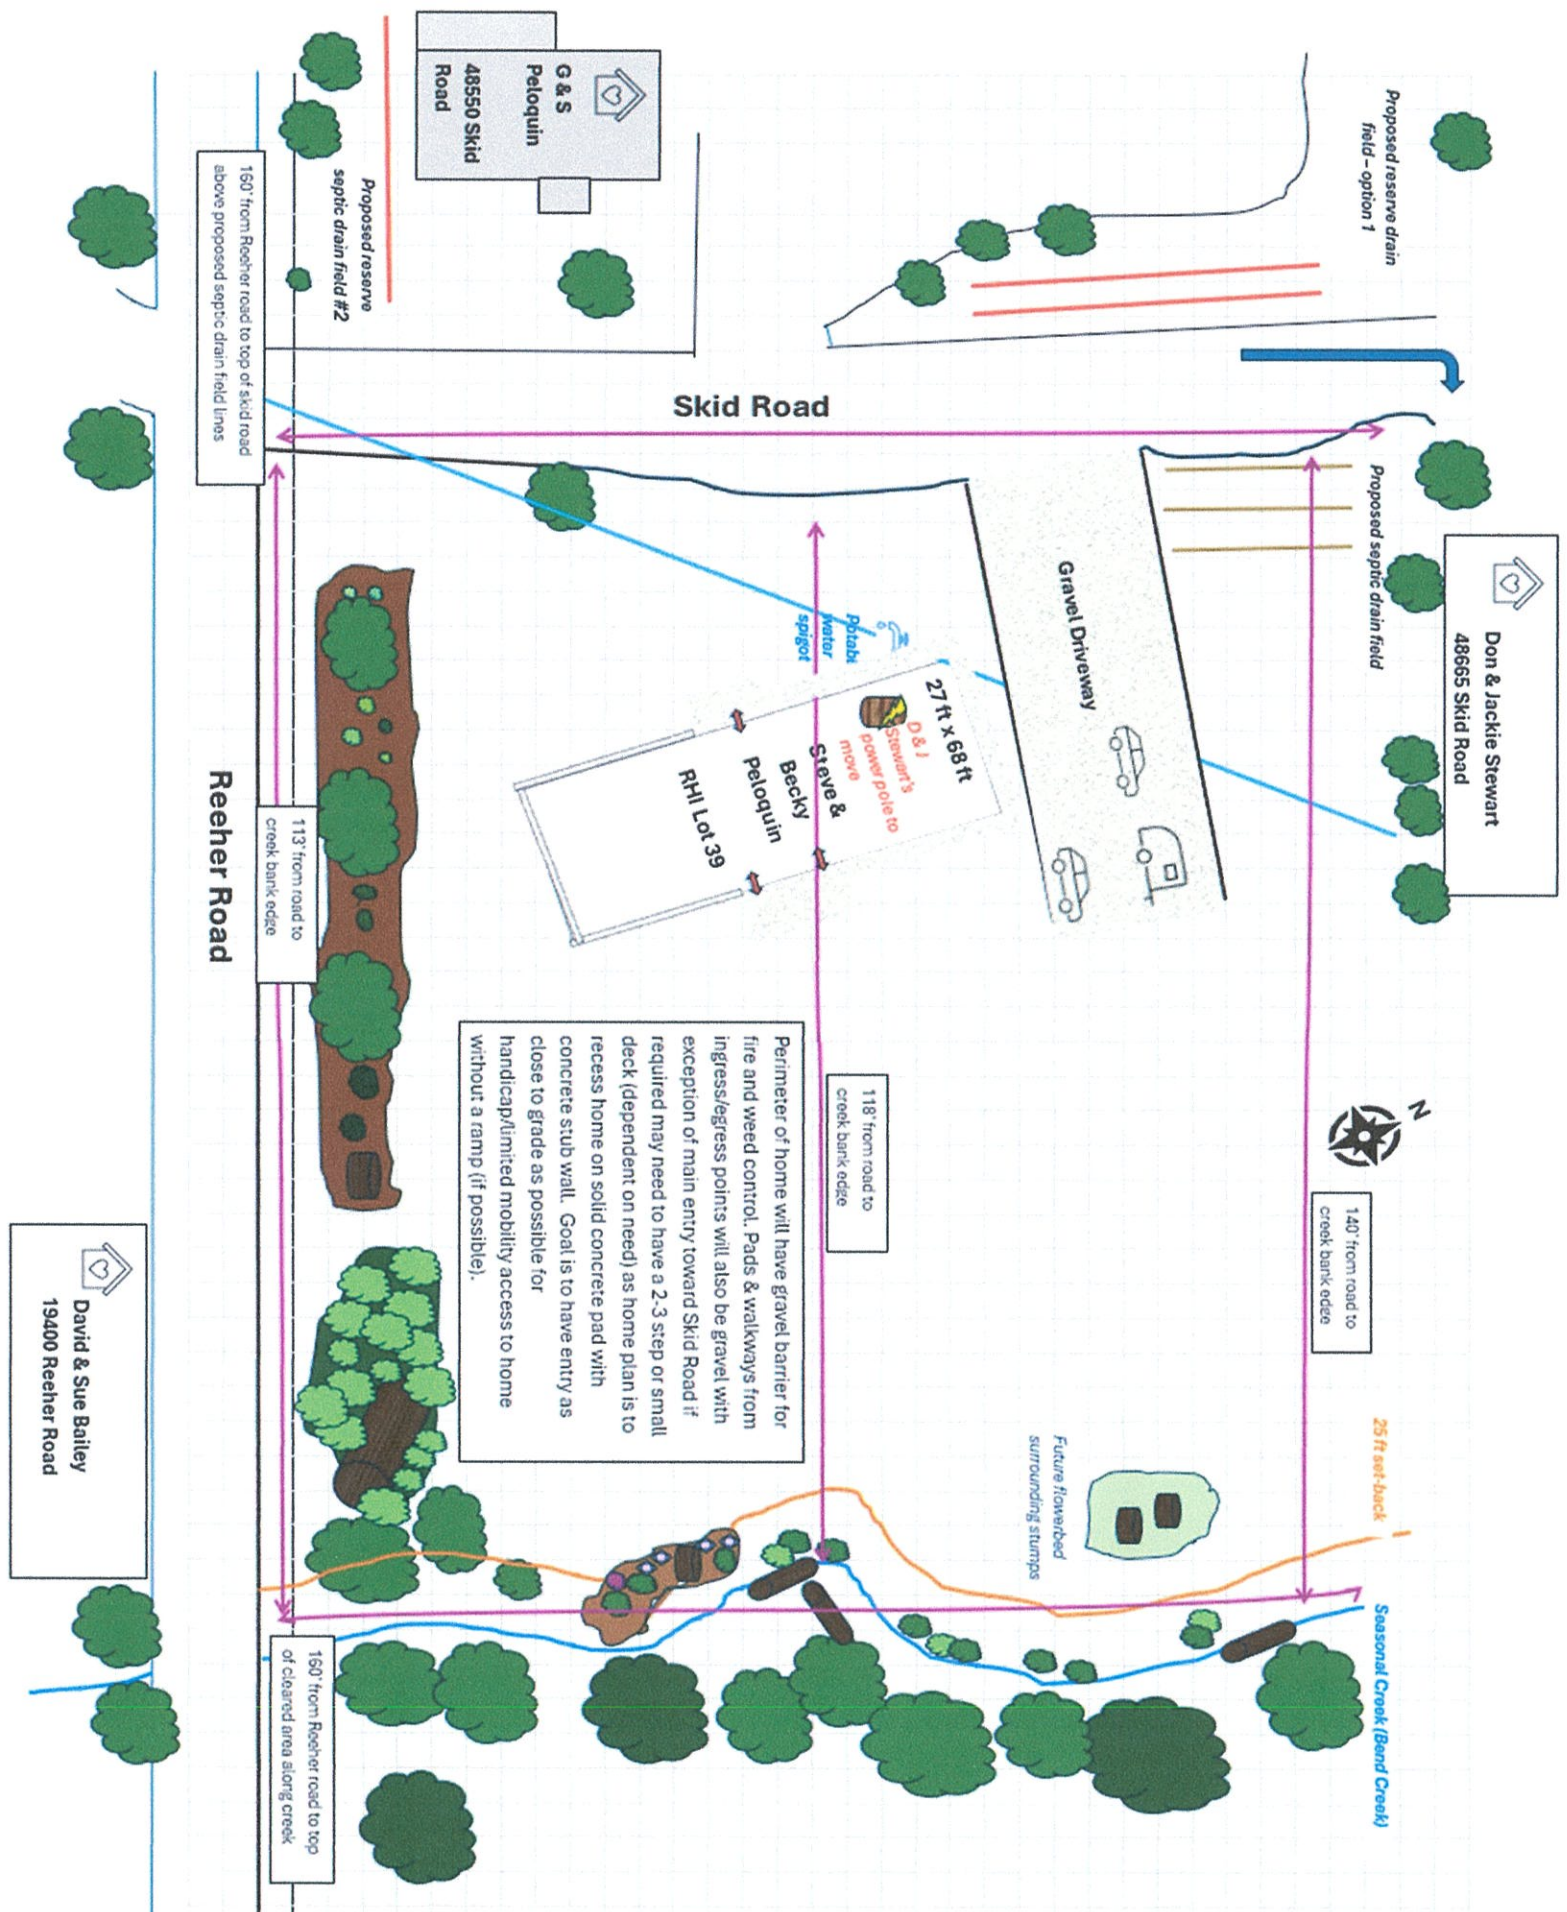 Don & Jackie Stewart
48665 Skid Road
Proposed reserve drain
field – option 1
Proposed septic drain field
N
140' from road to
creek bank edge
25 ft set-back
Seasonal Creek (Bend Creek)
Future flowerbed
surrounding stumps
Gravel Driveway
27 ft x 68 ft
D & J
Stewart's
power pole to
move
Steve &
Becky
Peloquin
RHI Lot 39
Potabl
water
spigot
118' from road to
creek bank edge
Skid Road
Perimeter of home will have gravel barrier for
fire and weed control. Pads & walkways from
ingress/egress points will also be gravel with
exception of main entry toward Skid Road if
required may need to have a 2-3 step or small
deck (dependent on need) as home plan is to
recess home on solid concrete pad with
concrete stub wall. Goal is to have entry as
close to grade as possible for
handicap/limited mobility access to home
without a ramp (if possible).
G & S
Peloquin
48550 Skid
Road
Proposed reserve
septic drain field #2
160' from Reeher road to top of skid road
above proposed septic drain field lines
113' from road to
creek bank edge
160' from Reeher road to top
of cleared area along creek
Reeher Road
David & Sue Bailey
19400 Reeher Road